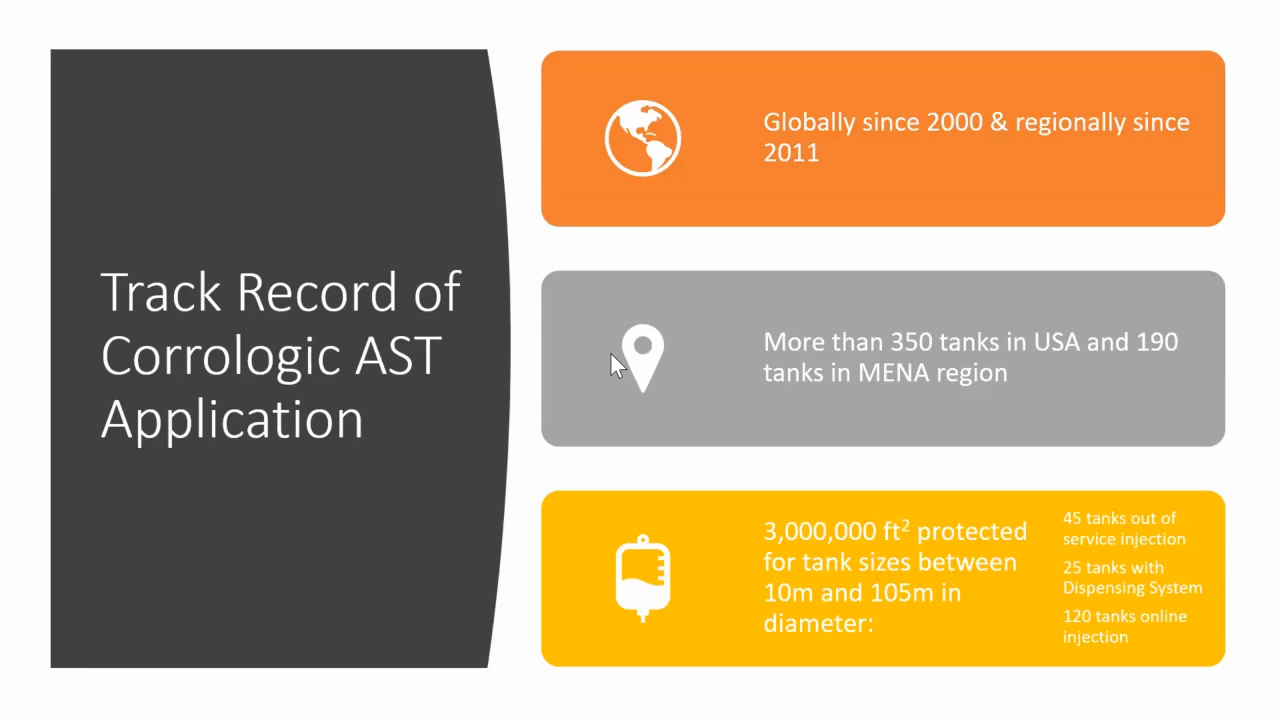 Track Record of
Corrologic AST
Application
Globally since 2000 & regionally since
2011
More than 350 tanks in USA and 190
tanks in MENA region
3,000,000 ft² protected
for tank sizes between
10m and 105m in
diameter:
45 tanks out of
service injection
25 tanks with
Dispensing System
120 tanks online
injection